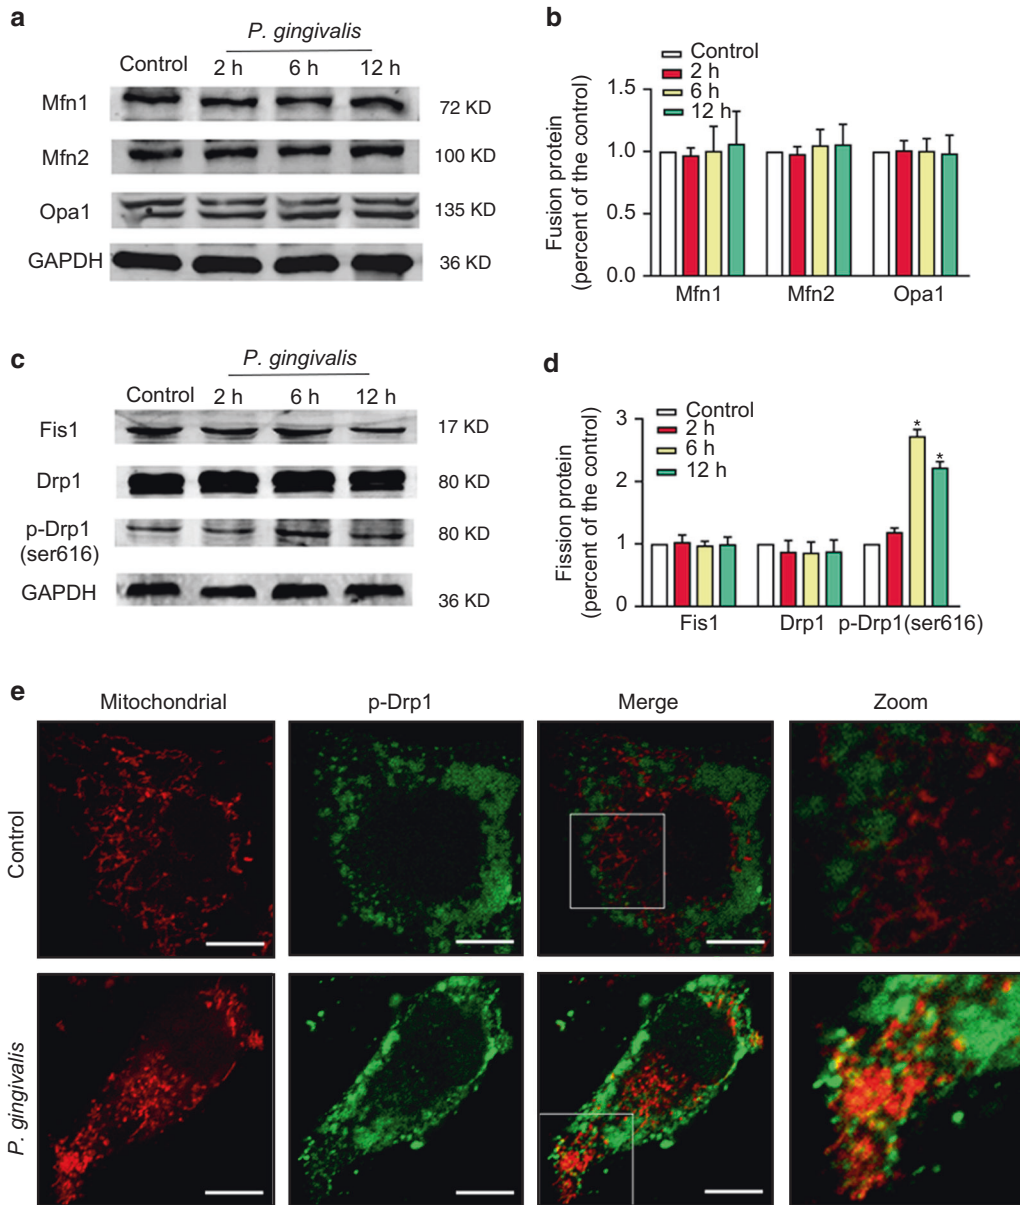 a
P. gingivalis
Control 2 h 6 h 12 h
Mfn1 72 KD
Mfn2 100 KD
Opa1 135 KD
GAPDH 36 KD
b
Control
2 h
6 h
12 h
Fusion protein
(percent of the control)
1.5
1.0
0.5
0.0
Mfn1 Mfn2 Opa1
c
P. gingivalis
Control 2 h 6 h 12 h
Fis1 17 KD
Drp1 80 KD
p-Drp1
(ser616) 80 KD
GAPDH 36 KD
d
Control
2 h
6 h
12 h
Fission protein
(percent of the control)
3
2
1
0
* *
Fis1 Drp1 p-Drp1(ser616)
e
Mitochondrial p-Drp1 Merge Zoom
Control
P. gingivalis